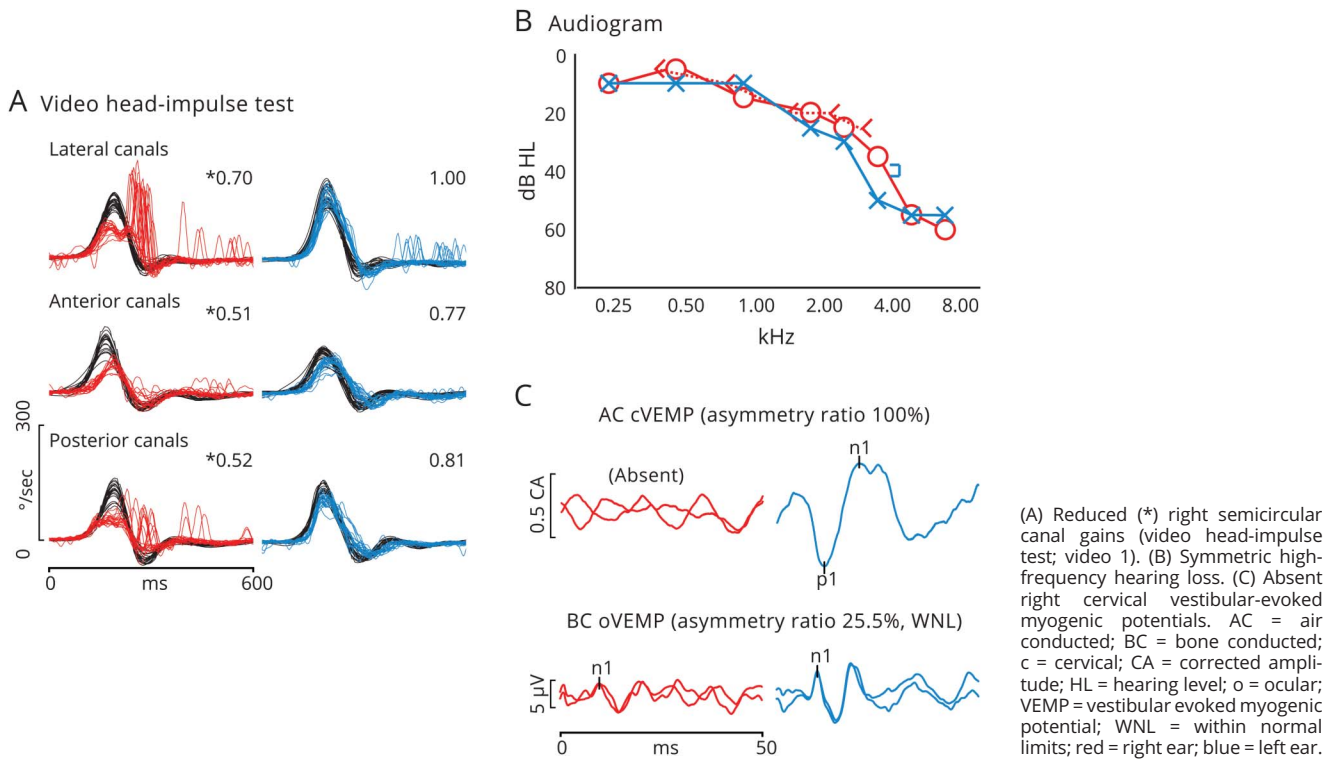 A Video head-impulse test
Lateral canals
*0.70
1.00
Anterior canals
*0.51
0.77
Posterior canals
*0.52
0.81
300
°/sec
0
0
ms
600
B Audiogram
0
20
40
60
80
dB HL
0.25
0.50
1.00
2.00
4.00
8.00
kHz
C
AC cVEMP (asymmetry ratio 100%)
(Absent)
0.5 CA
n1
p1
BC oVEMP (asymmetry ratio 25.5%, WNL)
n1
n1
5 μV
0
ms
50
(A) Reduced (*) right semicircular
canal gains (video head-impulse
test; video 1). (B) Symmetric high-
frequency hearing loss. (C) Absent
right cervical vestibular-evoked
myogenic potentials. AC = air
conducted; BC = bone conducted;
c = cervical; CA = corrected ampli-
tude; HL = hearing level; o = ocular;
VEMP = vestibular evoked myogenic
potential; WNL = within normal
limits; red = right ear; blue = left ear.